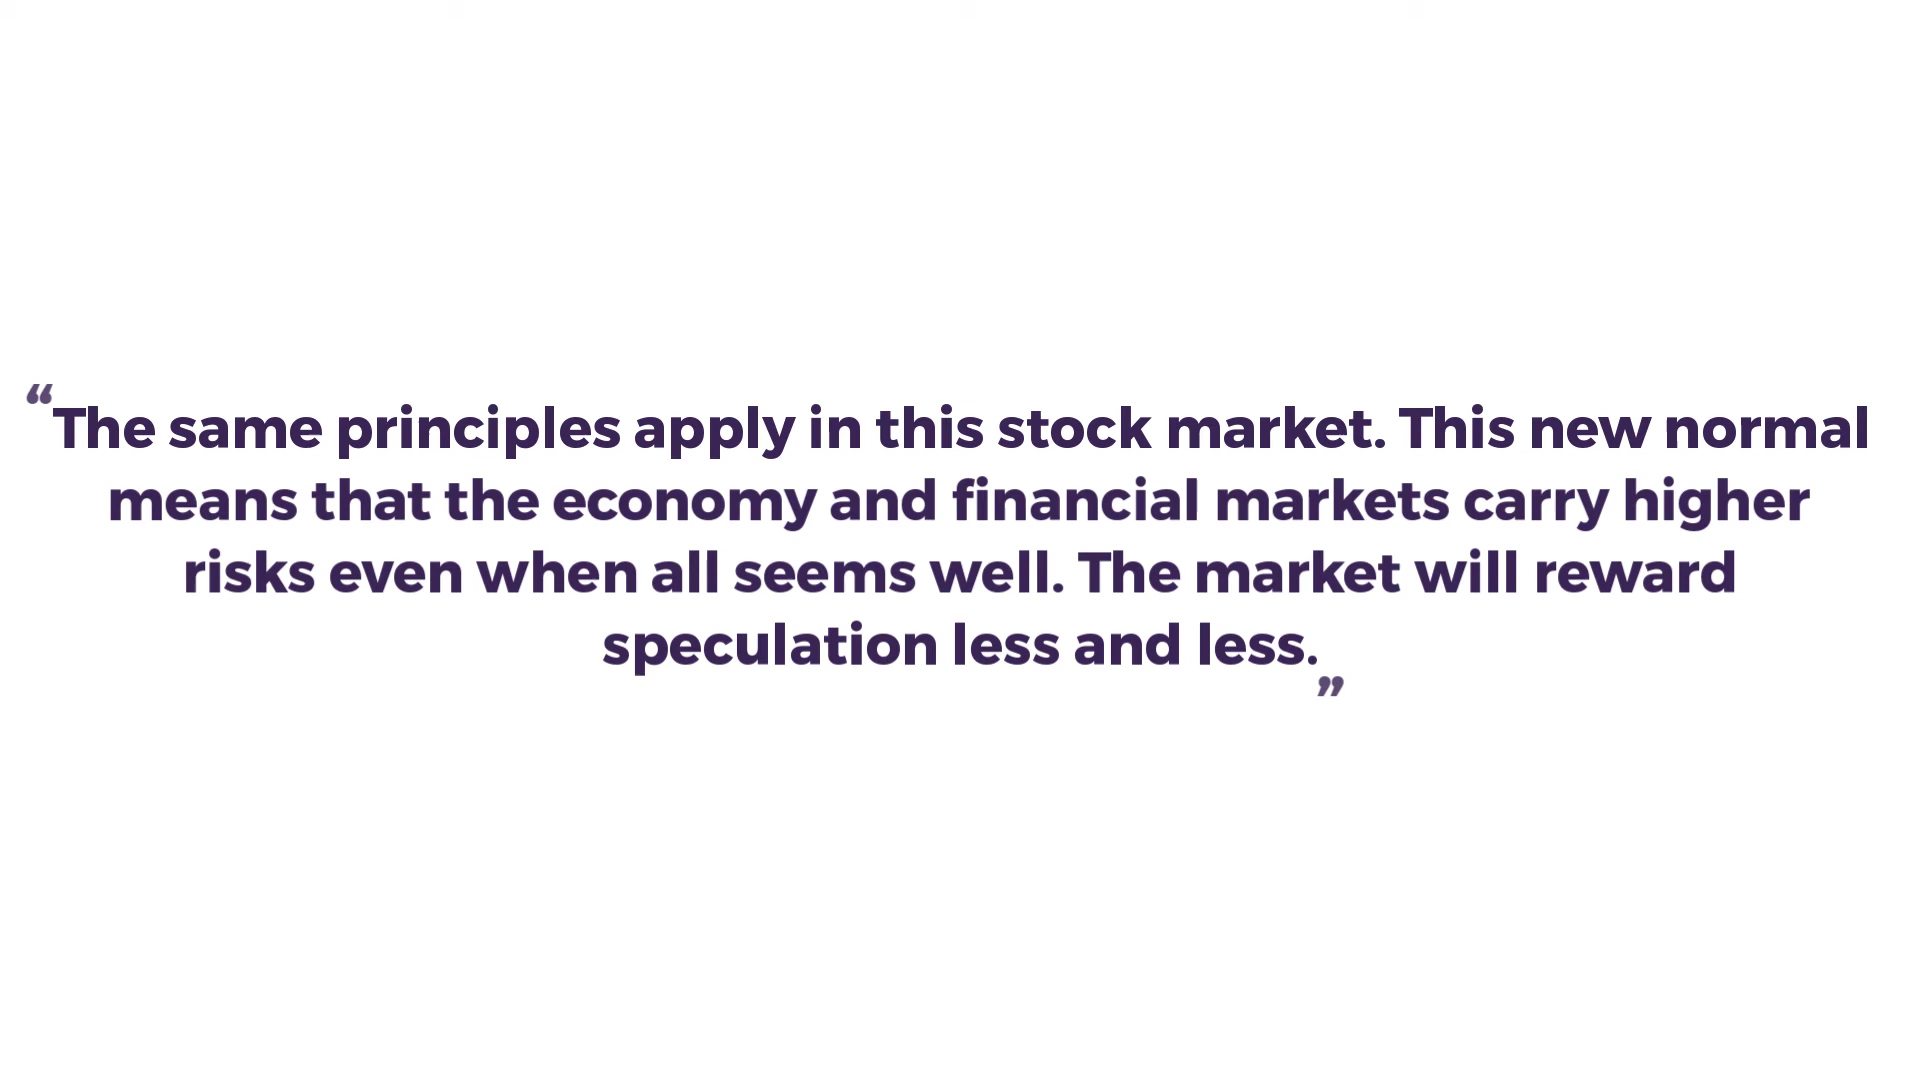 “The same principles apply in this stock market. This new normal
means that the economy and financial markets carry higher
risks even when all seems well. The market will reward
speculation less and less.”